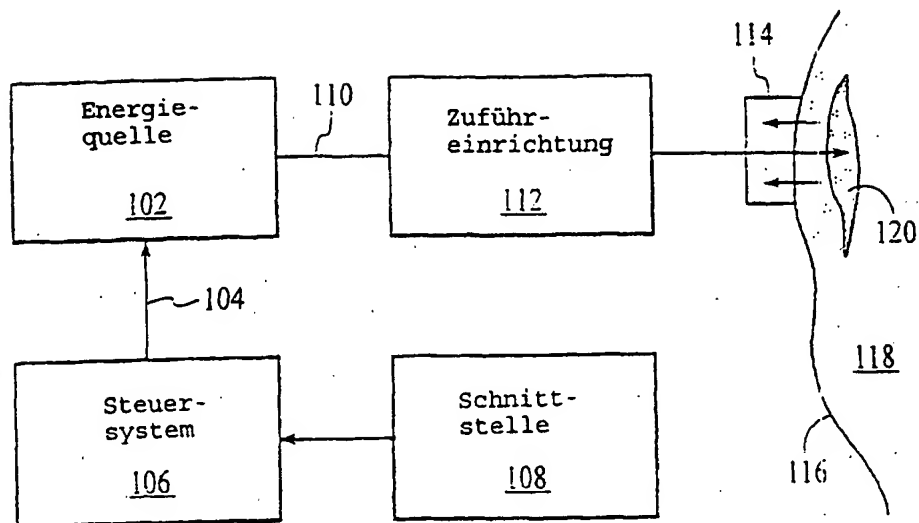 Energie-
quelle
102
110
Zuführ-
einrichtung
112
114
120
104
Steuer-
system
106
Schnitt-
stelle
108
118
116